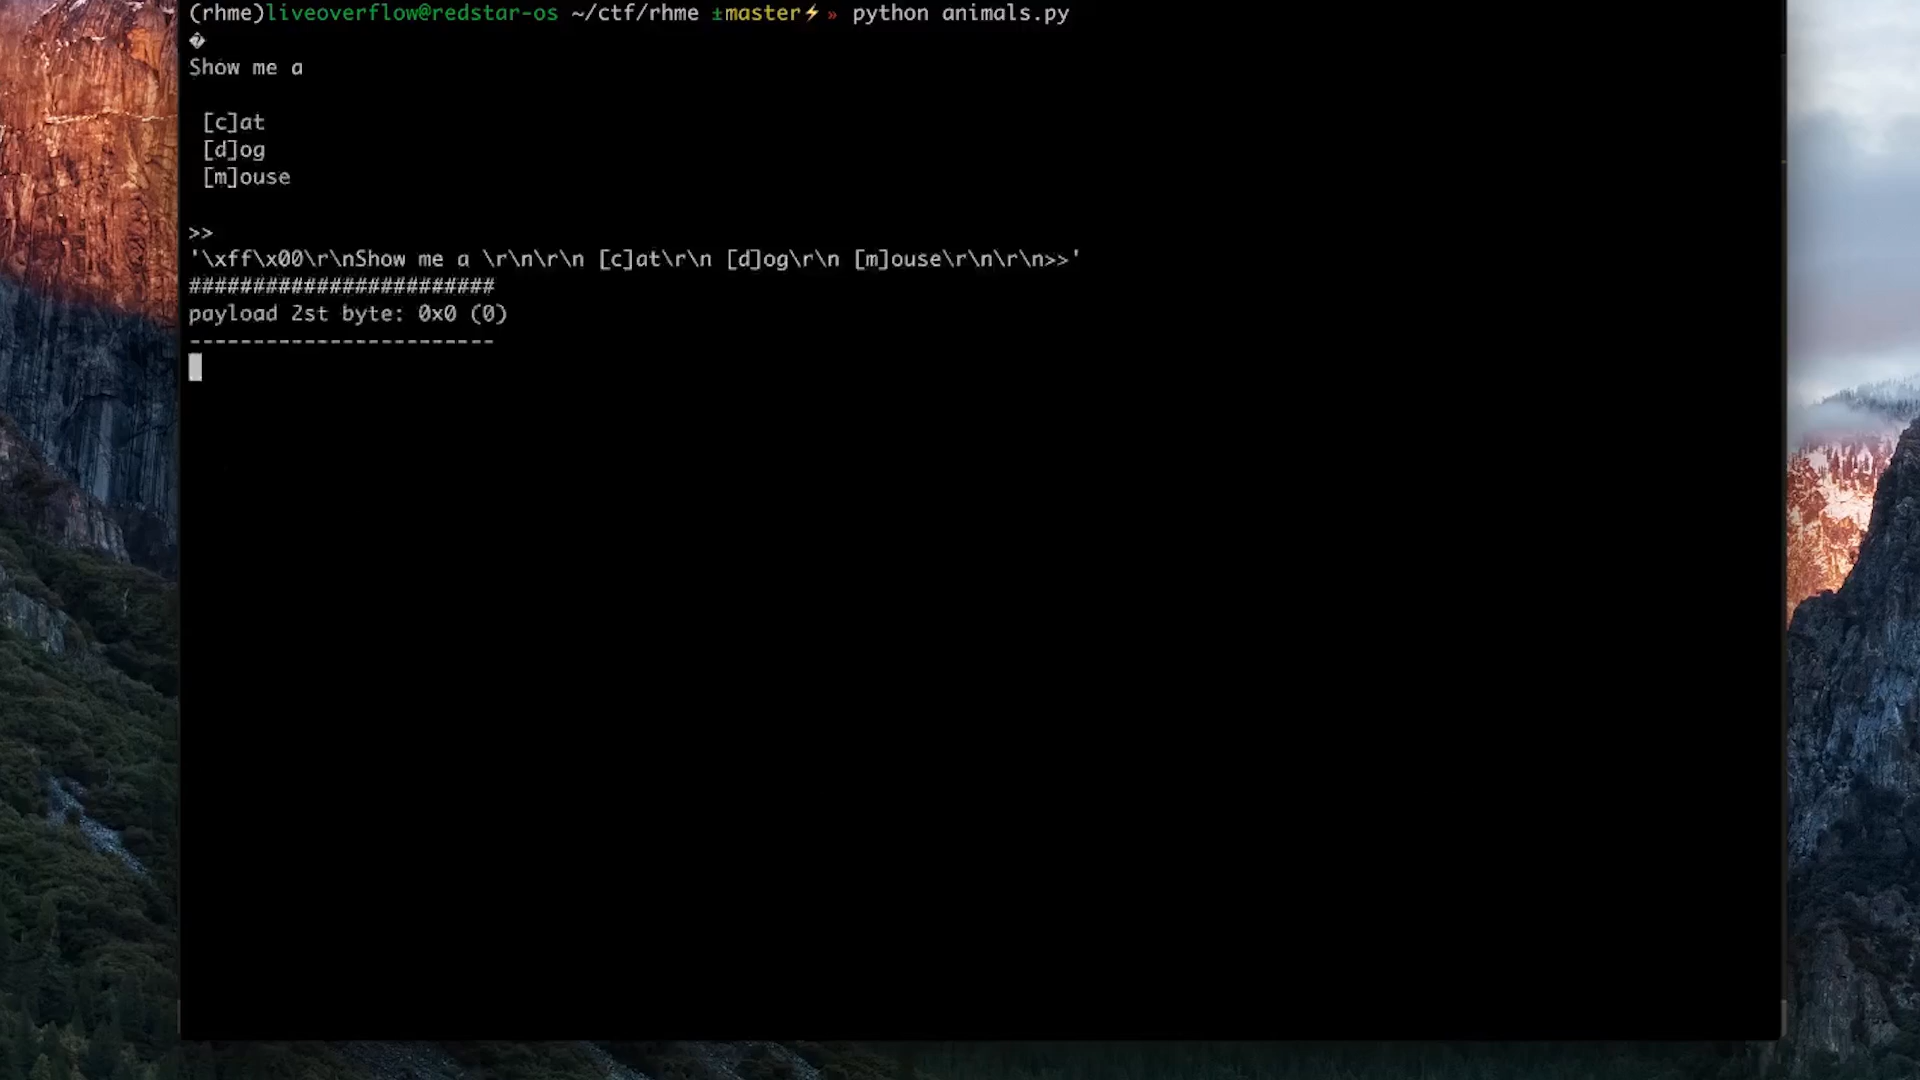 (rhme)liveoverflow@redstar-os ~/ctf/rhme ±master⚡ » python animals.py
�
Show me a
[c]at
[d]og
[m]ouse
>>
'\xff\x00\r\nShow me a \r\n\r\n [c]at\r\n [d]og\r\n [m]ouse\r\n\r\n>>'
########################
payload 2st byte: 0x0 (0)
------------------------